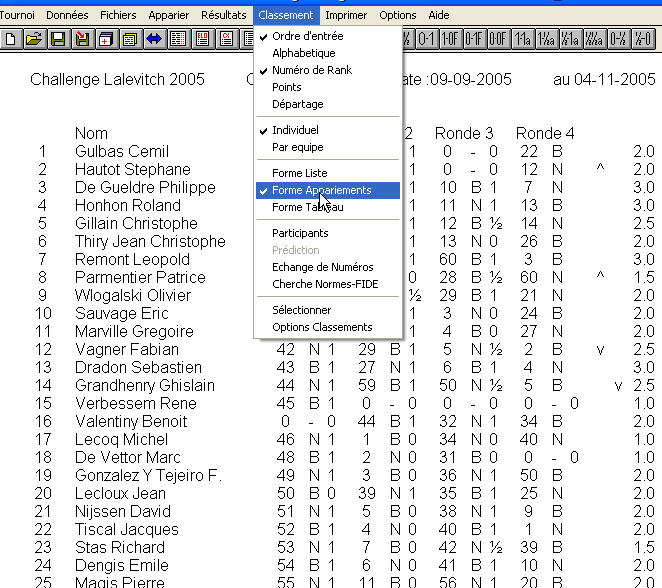 Tournoi Données Fichiers Apparier Résultats Classement Imprimer Options Aide
0-1 1-0F 0-1F 0-0F 1-1a 1-½a ½-1a ½-½a 0-½ ½-0
Ordre d'entrée
Alphabetique
Numéro de Rank
Points
Départage
Individuel
Par equipe
Forme Liste
Forme Appariements
Forme Tableau
Participants
Prédiction
Echange de Numéros
Cherche Normes-FIDE
Sélectionner
Options Classements
Challenge Lalevitch 2005 ate :09-09-2005 au 04-11-2005
Nom 2 Ronde 3 Ronde 4
1 Gulbas Cemil 1 0 - 0 22 B 2.0
2 Hautot Stephane 1 0 - 0 12 N ^ 2.0
3 De Gueldre Philippe 1 10 B 1 7 N 3.0
4 Honhon Roland 1 11 N 1 13 B 3.0
5 Gillain Christophe 1 12 B ½ 14 N 2.5
6 Thiry Jean Christophe 1 13 N 0 26 B 2.0
7 Remont Leopold 1 60 B 1 3 B 3.0
8 Parmentier Patrice 0 28 B ½ 60 N ^ 1.5
9 Wlogalski Olivier ½ 29 B 1 21 N 2.0
10 Sauvage Eric 1 3 N 0 24 B 2.0
11 Marville Gregoire 1 4 B 0 27 N 2.0
12 Vagner Fabian 42 N 1 29 B 1 5 N ½ 2 B v 2.5
13 Dradon Sebastien 43 B 1 27 N 1 6 B 1 4 N 3.0
14 Grandhenry Ghislain 44 N 1 59 B 1 50 N ½ 5 B v 2.5
15 Verbessem Rene 45 B 1 0 - 0 0 - 0 0 - 0 1.0
16 Valentiny Benoit 0 - 0 44 B 1 32 N 1 34 B 2.0
17 Lecoq Michel 46 N 1 1 B 0 34 N 0 40 N 1.0
18 De Vettor Marc 48 B 1 2 N 0 31 B 0 0 - 0 1.0
19 Gonzalez Y Tejeiro F. 49 N 1 3 B 0 36 N 1 50 B 2.0
20 Lecloux Jean 50 B 0 39 N 1 35 B 1 25 N 2.0
21 Nijssen David 51 N 1 5 B 0 38 N 1 9 B 2.0
22 Tiscal Jacques 52 B 1 4 N 0 40 B 1 1 N 2.0
23 Stas Richard 53 N 1 7 B 0 42 N ½ 39 B 1.5
24 Dengis Emile 54 B 1 6 N 0 41 B 1 10 N 2.0
25 Magis Pierre 55 N 1 11 B 0 56 N 1 20 B 2.0